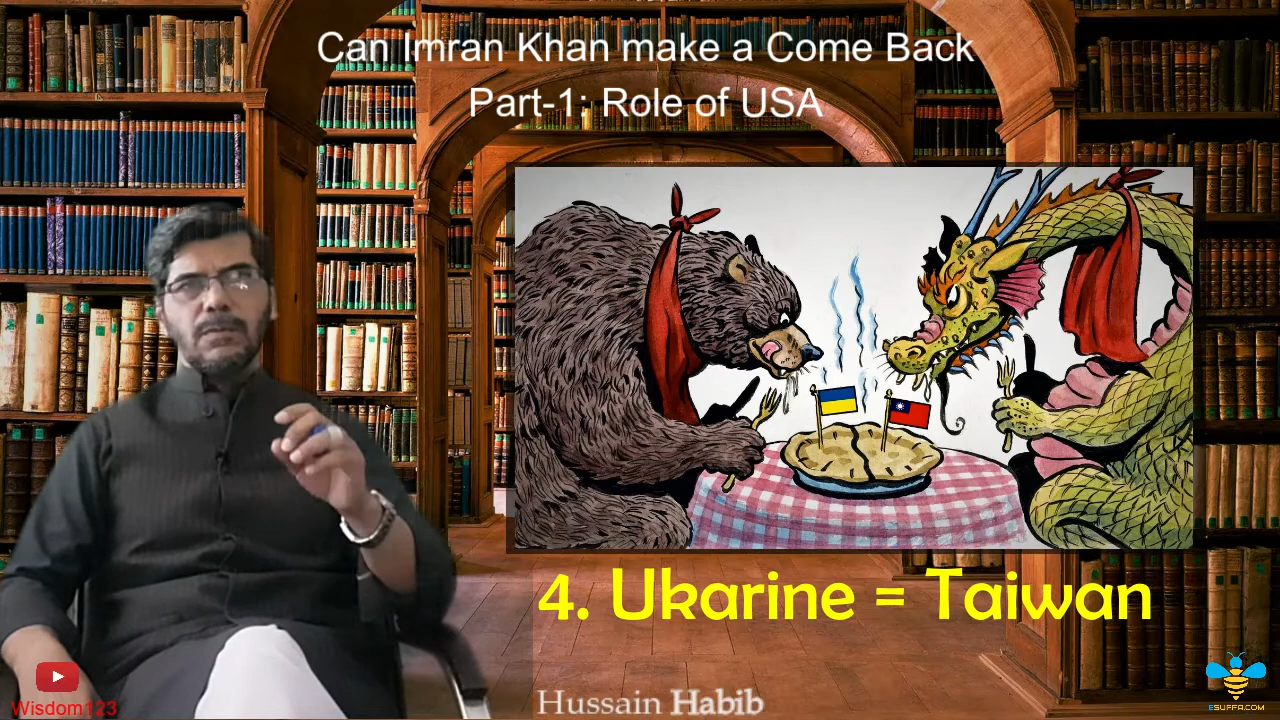 Can Imran Khan make a Come Back
Part-1: Role of USA
4. Ukarine = Taiwan
Hussain Habib
Wisdom123
ESUFFA.COM